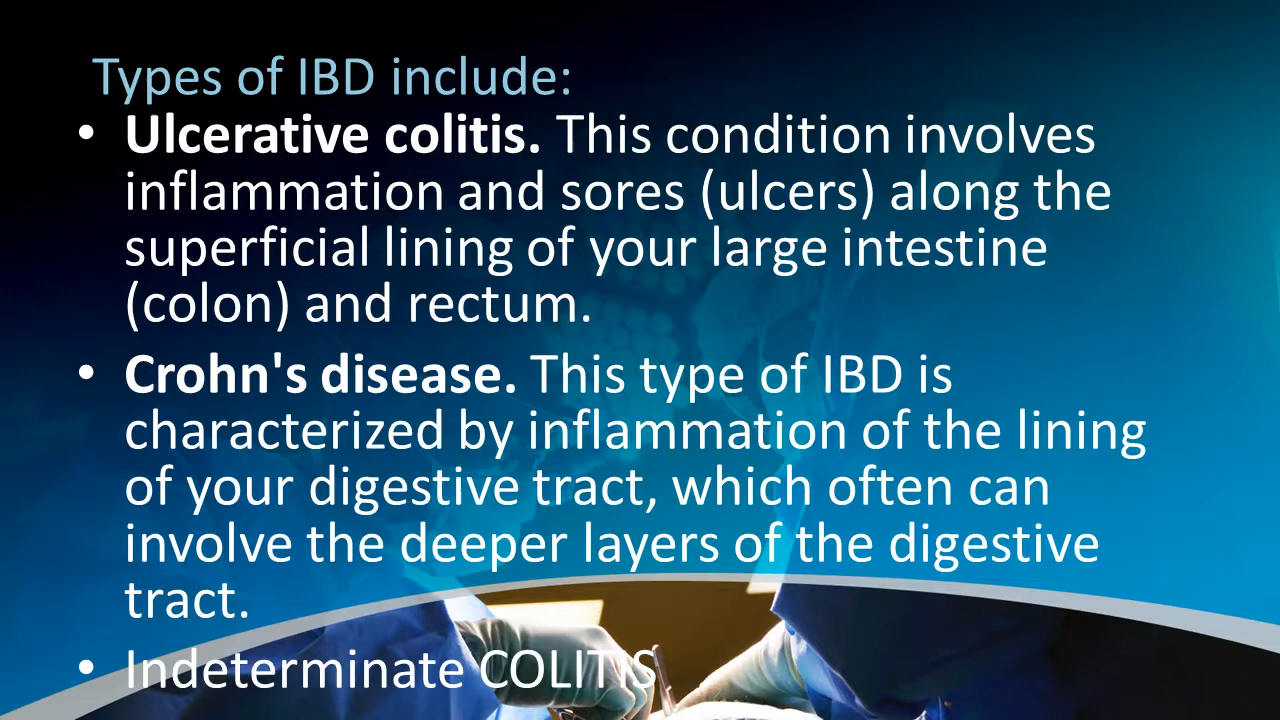 Types of IBD include:
• Ulcerative colitis. This condition involves
inflammation and sores (ulcers) along the
superficial lining of your large intestine
(colon) and rectum.
• Crohn's disease. This type of IBD is
characterized by inflammation of the lining
of your digestive tract, which often can
involve the deeper layers of the digestive
tract.
• Indeterminate COLITIS